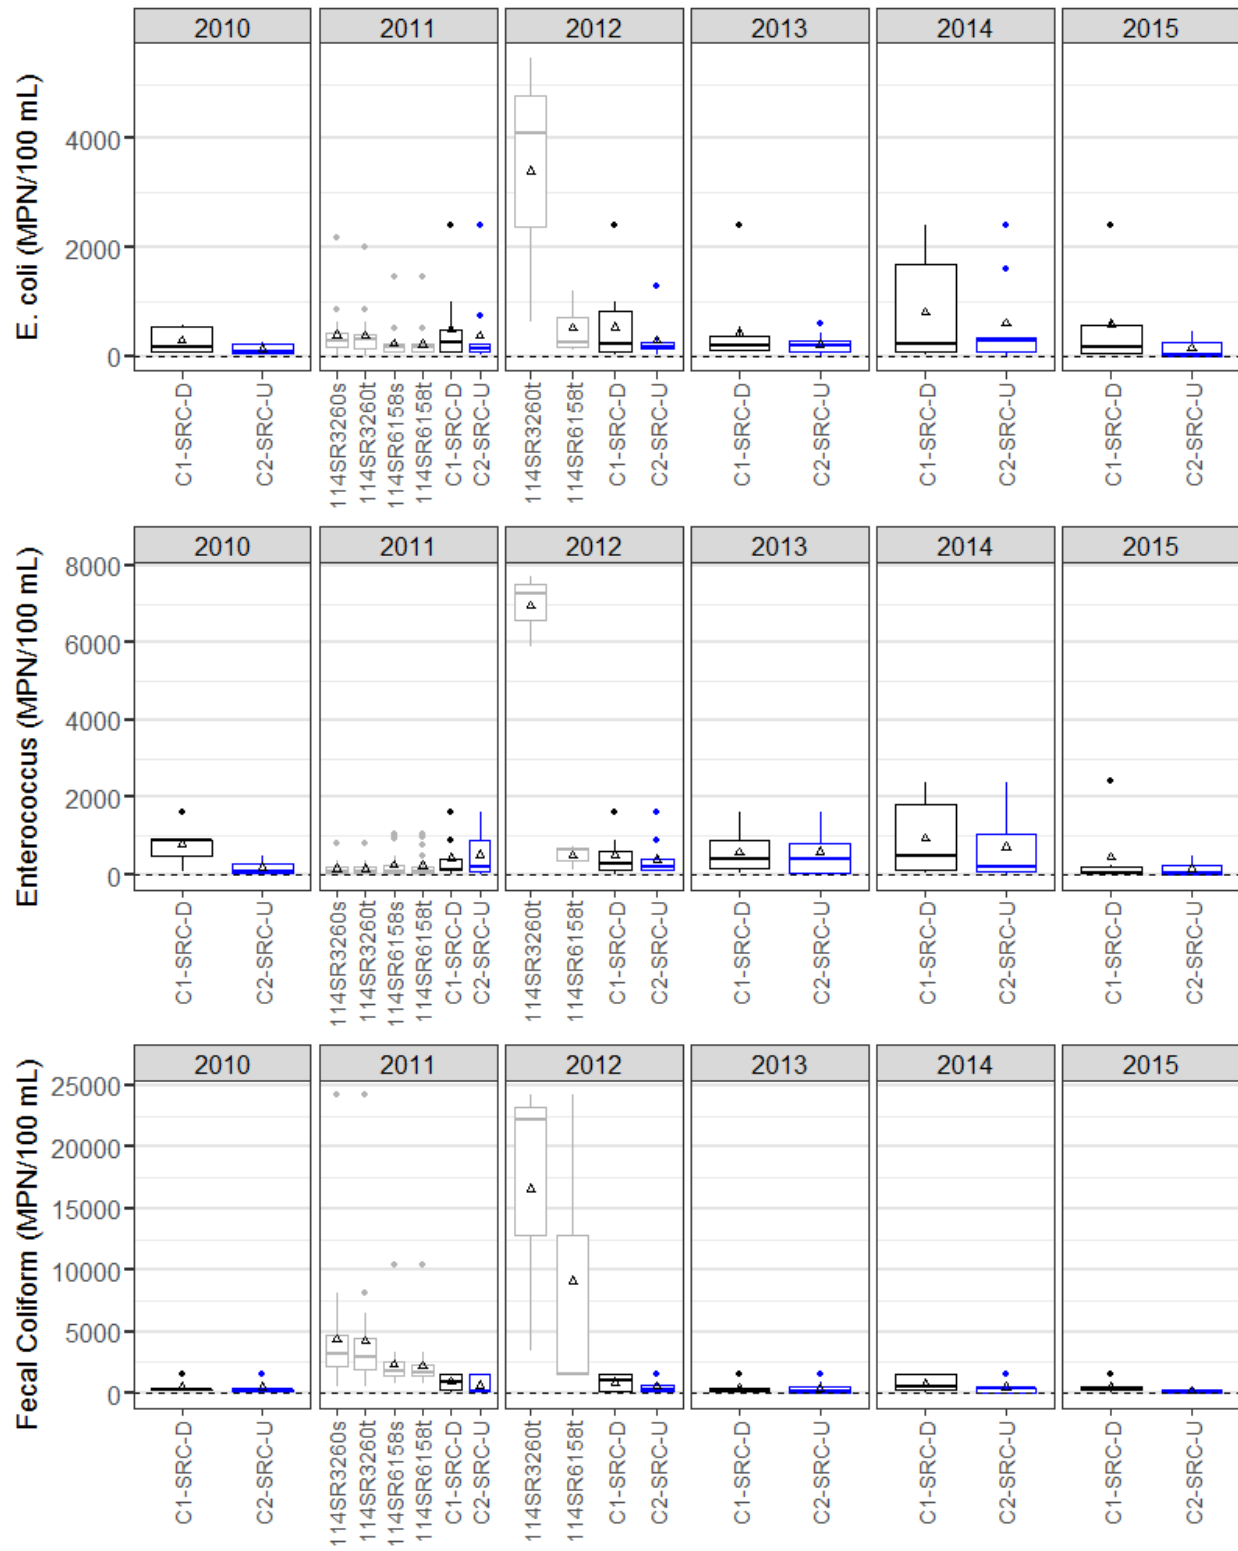 2010 2011 2012 2013 2014 2015
E. coli (MPN/100 mL)
4000
2000
0
C1-SRC-D C2-SRC-U 114SR3260s 114SR3260t 114SR6158s 114SR6158t C1-SRC-D C2-SRC-U 114SR3260t 114SR6158t C1-SRC-D C2-SRC-U C1-SRC-D C2-SRC-U C1-SRC-D C2-SRC-U C1-SRC-D C2-SRC-U
2010 2011 2012 2013 2014 2015
Enterococcus (MPN/100 mL)
8000
6000
4000
2000
0
C1-SRC-D C2-SRC-U 114SR3260s 114SR3260t 114SR6158s 114SR6158t C1-SRC-D C2-SRC-U 114SR3260t 114SR6158t C1-SRC-D C2-SRC-U C1-SRC-D C2-SRC-U C1-SRC-D C2-SRC-U C1-SRC-D C2-SRC-U
2010 2011 2012 2013 2014 2015
Fecal Coliform (MPN/100 mL)
25000
20000
15000
10000
5000
0
C1-SRC-D C2-SRC-U 114SR3260s 114SR3260t 114SR6158s 114SR6158t C1-SRC-D C2-SRC-U 114SR3260t 114SR6158t C1-SRC-D C2-SRC-U C1-SRC-D C2-SRC-U C1-SRC-D C2-SRC-U C1-SRC-D C2-SRC-U